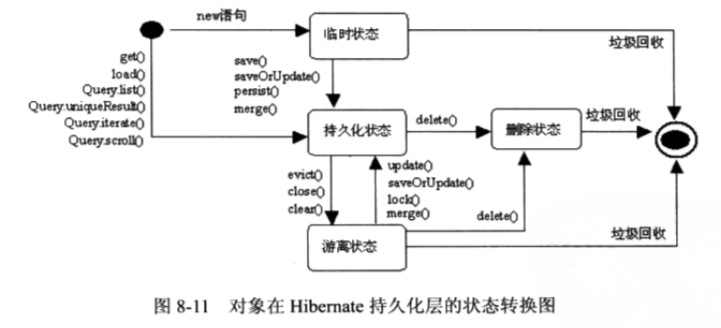 new语句
临时状态
垃圾回收
get()
load()
Query.list()
Query.uniqueResult()
Query.iterate()
Query.scroll()
save()
saveOrUpdate()
persist()
merge()
持久化状态
delete()
删除状态
垃圾回收
evict()
close()
clear()
update()
saveOrUpdate()
lock()
merge()
delete()
游离状态
垃圾回收
图 8-11 对象在 Hibernate 持久化层的状态转换图